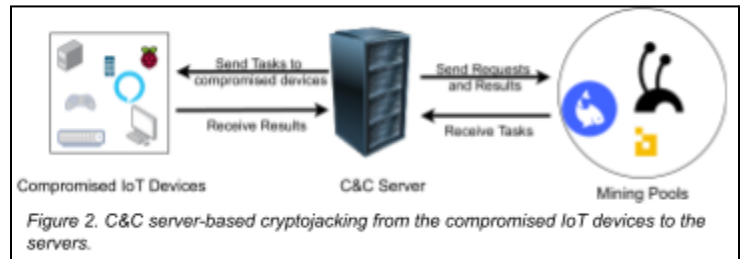 Send Tasks to
compromised devices
Receive Results
Send Requests
and Results
Receive Tasks
Compromised IoT Devices
C&C Server
Mining Pools
Figure 2. C&C server-based cryptojacking from the compromised IoT devices to the
servers.